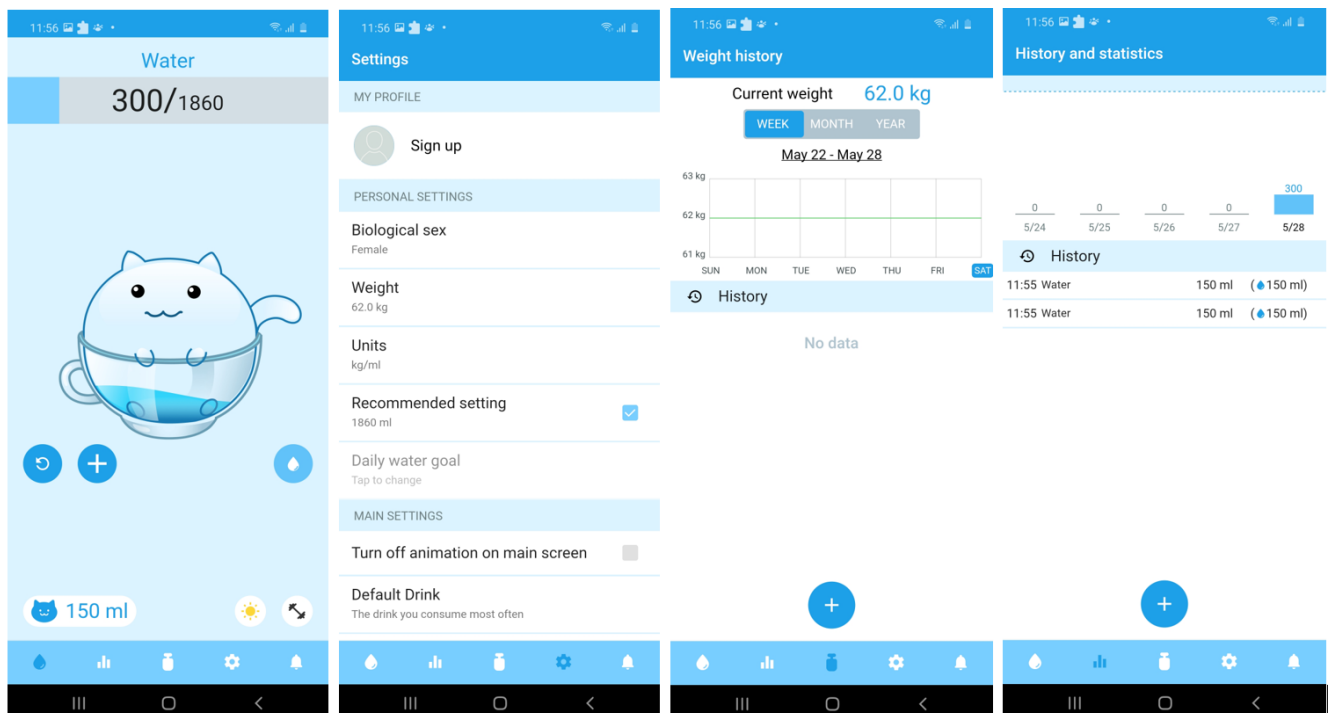 11:56
Water
300/1860
150 ml
11:56
Settings
MY PROFILE
Sign up
PERSONAL SETTINGS
Biological sex
Female
Weight
62.0 kg
Units
kg/ml
Recommended setting
1860 ml
Daily water goal
Tap to change
MAIN SETTINGS
Turn off animation on main screen
Default Drink
The drink you consume most often
11:56
Weight history
Current weight 62.0 kg
WEEK MONTH YEAR
May 22 - May 28
63 kg
62 kg
61 kg
SUN MON TUE WED THU FRI SAT
History
No data
11:56
History and statistics
300
0 0 0 0
5/24 5/25 5/26 5/27 5/28
History
11:55 Water 150 ml (150 ml)
11:55 Water 150 ml (150 ml)